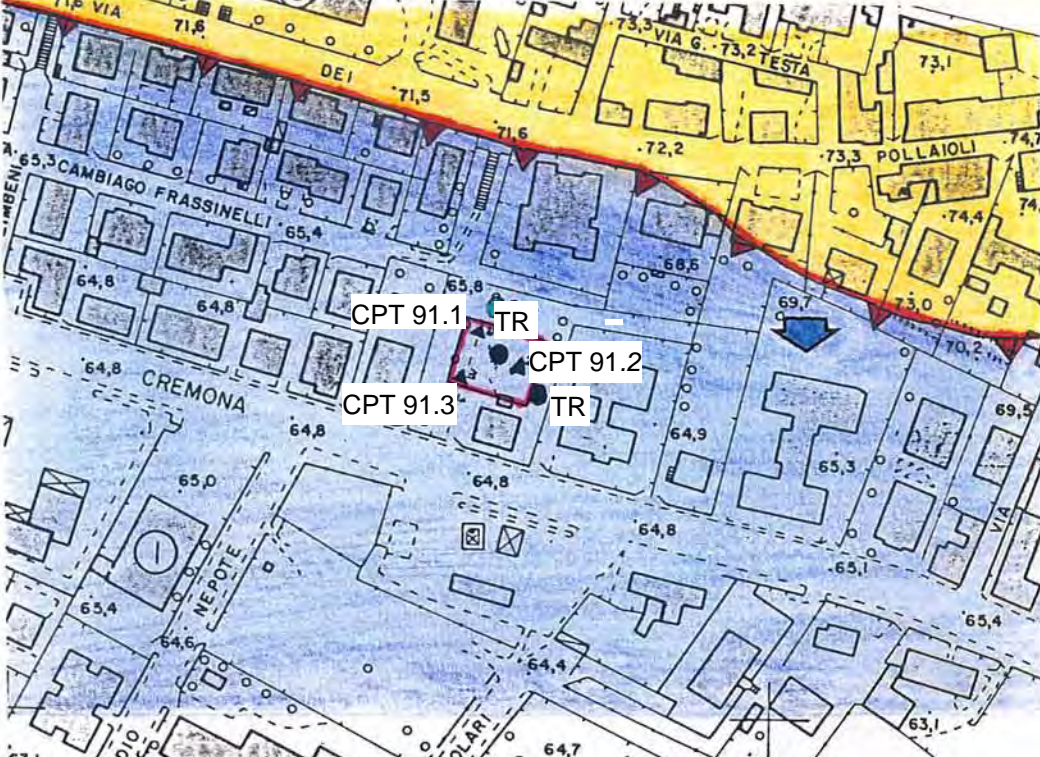 71,6 VIA
71,6
DEI
71,5
71,6
72,2
73,3
VIA G.
73,2
TESTA
73,1
73,3
POLLAIOLI
74,4
65,3
CAMBIAGO FRASSINELLI
65,4
64,8
64,8
65,8
68,6
69,7
73,0
70,2
CPT 91.1
TR
CPT 91.2
CPT 91.3
TR
64,8
CREMONA
64,8
64,9
69,5
65,3
65,0
64,8
64,8
VIA
1
NEPOTE
65,1
65,4
65,4
64,6
64,4
63,1
64,7